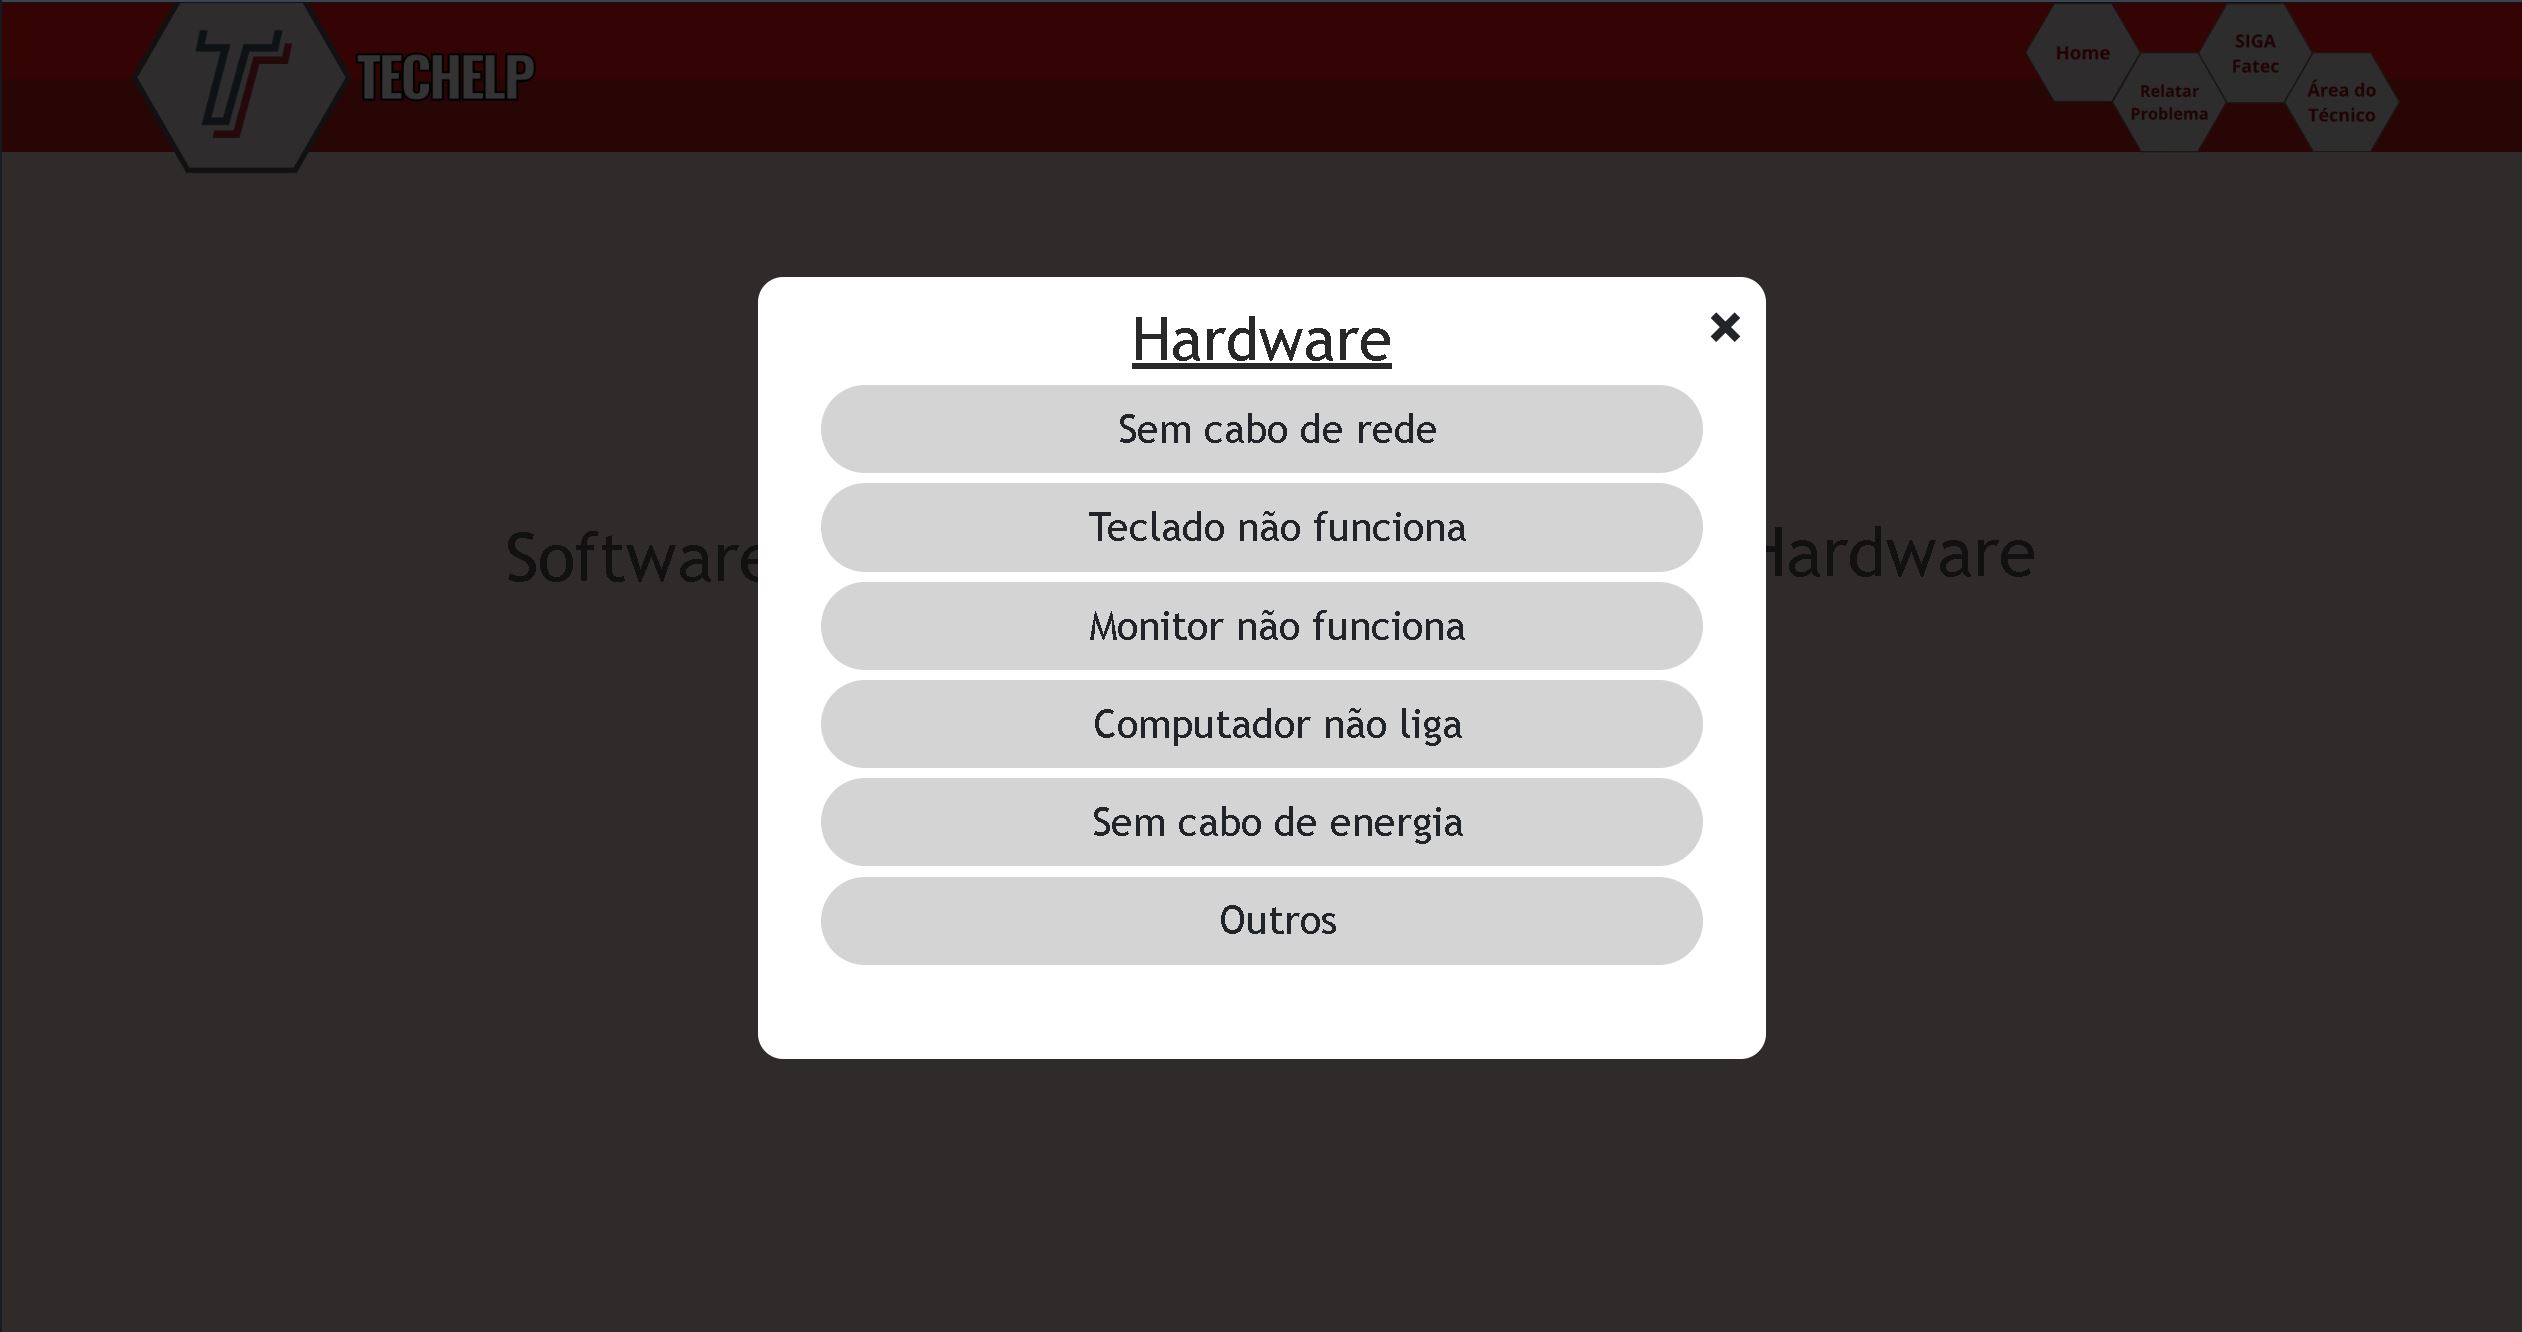 TECHELP
Home
Relatar
Problema
SIGA
Fatec
Área do
Técnico
Software
Hardware
Hardware
Sem cabo de rede
Teclado não funciona
Monitor não funciona
Computador não liga
Sem cabo de energia
Outros